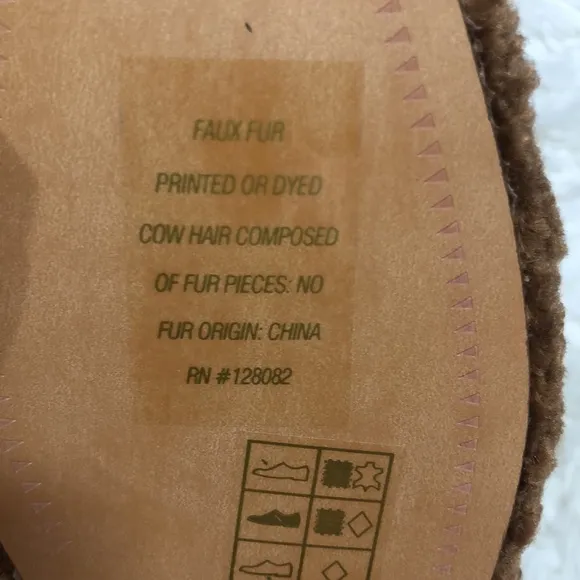 FAUX FUR
PRINTED OR DYED
COW HAIR COMPOSED
OF FUR PIECES: NO
FUR ORIGIN: CHINA
RN #128082